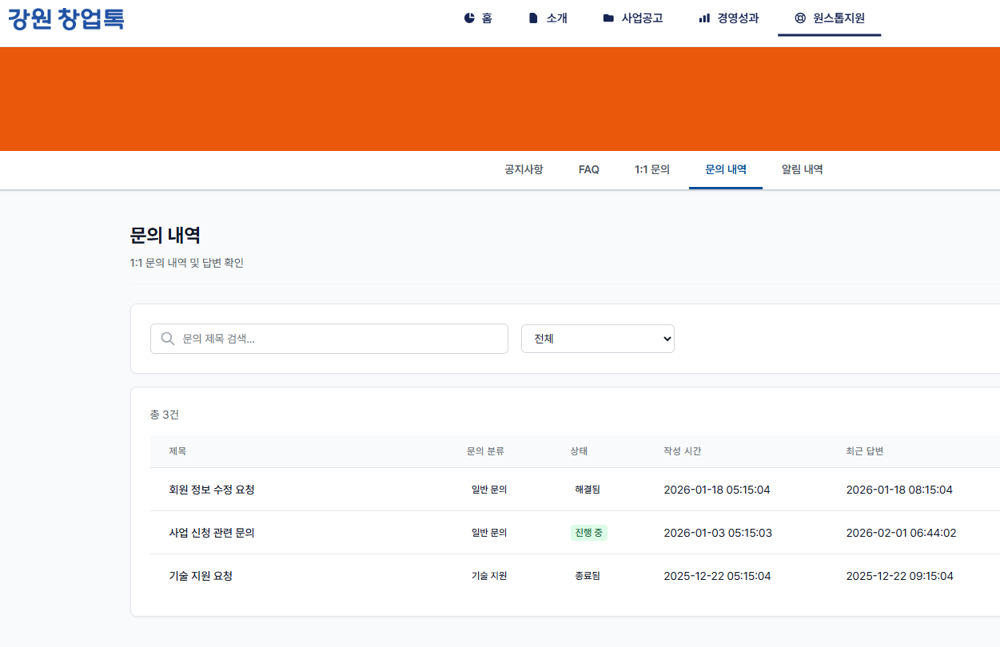 강원 창업톡
홈 소개 사업공고 경영성과 원스톱지원
공지사항 FAQ 1:1 문의 문의 내역 알림 내역
문의 내역
1:1 문의 내역 및 답변 확인
문의 제목 검색...
전체
총 3건
제목 문의 분류 상태 작성 시간 최근 답변
회원 정보 수정 요청 일반 문의 해결됨 2026-01-18 05:15:04 2026-01-18 08:15:04
사업 신청 관련 문의 일반 문의 진행 중 2026-01-03 05:15:03 2026-02-01 06:44:02
기술 지원 요청 기술 지원 종료됨 2025-12-22 05:15:04 2025-12-22 09:15:04